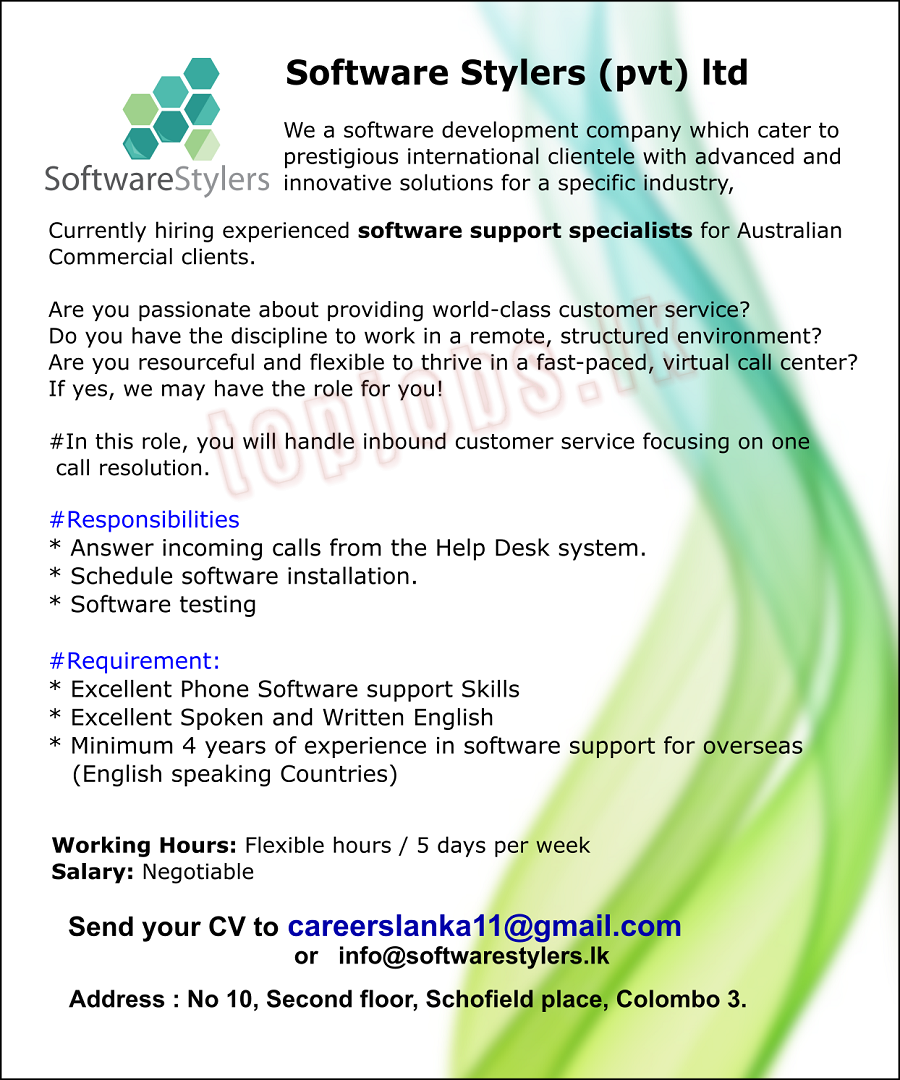 Software Stylers (pvt) ltd
SoftwareStylers
We a software development company which cater to
prestigious international clientele with advanced and
innovative solutions for a specific industry,
Currently hiring experienced software support specialists for Australian
Commercial clients.
Are you passionate about providing world-class customer service?
Do you have the discipline to work in a remote, structured environment?
Are you resourceful and flexible to thrive in a fast-paced, virtual call center?
If yes, we may have the role for you!
topjobs.lk
#In this role, you will handle inbound customer service focusing on one
call resolution.
#Responsibilities
* Answer incoming calls from the Help Desk system.
* Schedule software installation.
* Software testing
#Requirement:
* Excellent Phone Software support Skills
* Excellent Spoken and Written English
* Minimum 4 years of experience in software support for overseas
(English speaking Countries)
Working Hours: Flexible hours / 5 days per week
Salary: Negotiable
Send your CV to careerslanka11@gmail.com
or info@softwarestylers.lk
Address : No 10, Second floor, Schofield place, Colombo 3.